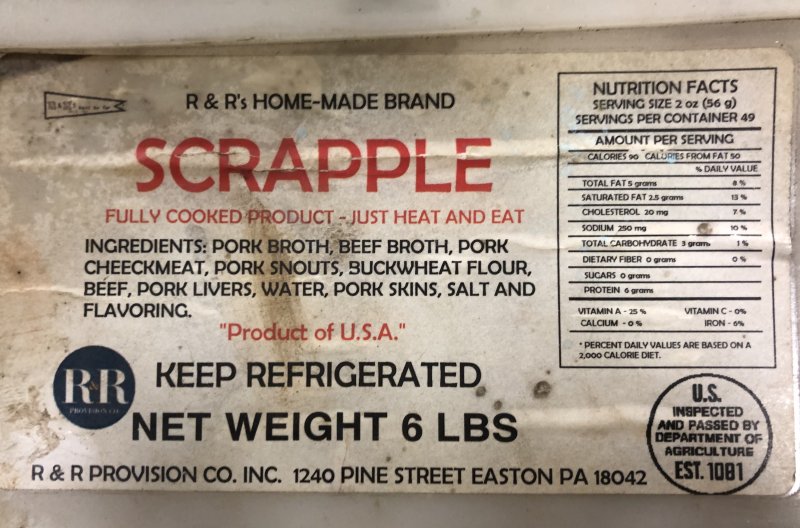 R & R's HOME-MADE BRAND
SCRAPPLE
FULLY COOKED PRODUCT - JUST HEAT AND EAT
INGREDIENTS: PORK BROTH, BEEF BROTH, PORK
CHEECKMEAT, PORK SNOUTS, BUCKWHEAT FLOUR,
BEEF, PORK LIVERS, WATER, PORK SKINS, SALT AND
FLAVORING.
"Product of U.S.A."
R&R
PROVISION CO.
KEEP REFRIGERATED
NET WEIGHT 6 LBS
R & R PROVISION CO. INC. 1240 PINE STREET EASTON PA 18042
NUTRITION FACTS
SERVING SIZE 2 oz (56 g)
SERVINGS PER CONTAINER 49
AMOUNT PER SERVING
CALORIES 90 CALORIES FROM FAT 50
% DAILY VALUE
TOTAL FAT 5 grams 8 %
SATURATED FAT 2.5 grams 13 %
CHOLESTEROL 20 mg 7 %
SODIUM 250 mg 10 %
TOTAL CARBOHYDRATE 3 grams 1 %
DIETARY FIBER 0 grams 0 %
SUGARS 0 grams
PROTEIN 6 grams
VITAMIN A - 25 % VITAMIN C - 0%
CALCIUM - 0 % IRON - 6%
* PERCENT DAILY VALUES ARE BASED ON A
2,000 CALORIE DIET.
U.S.
INSPECTED
AND PASSED BY
DEPARTMENT OF
AGRICULTURE
EST. 1081